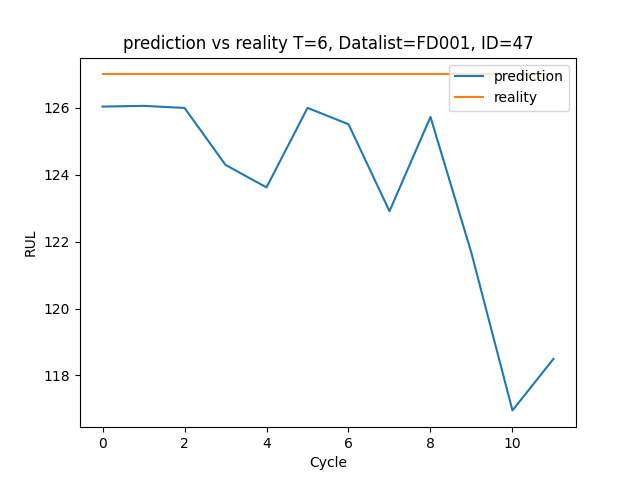 prediction vs reality T=6, Datalist=FD001, ID=47
prediction
reality
126
124
122
120
118
RUL
0 2 4 6 8 10
Cycle